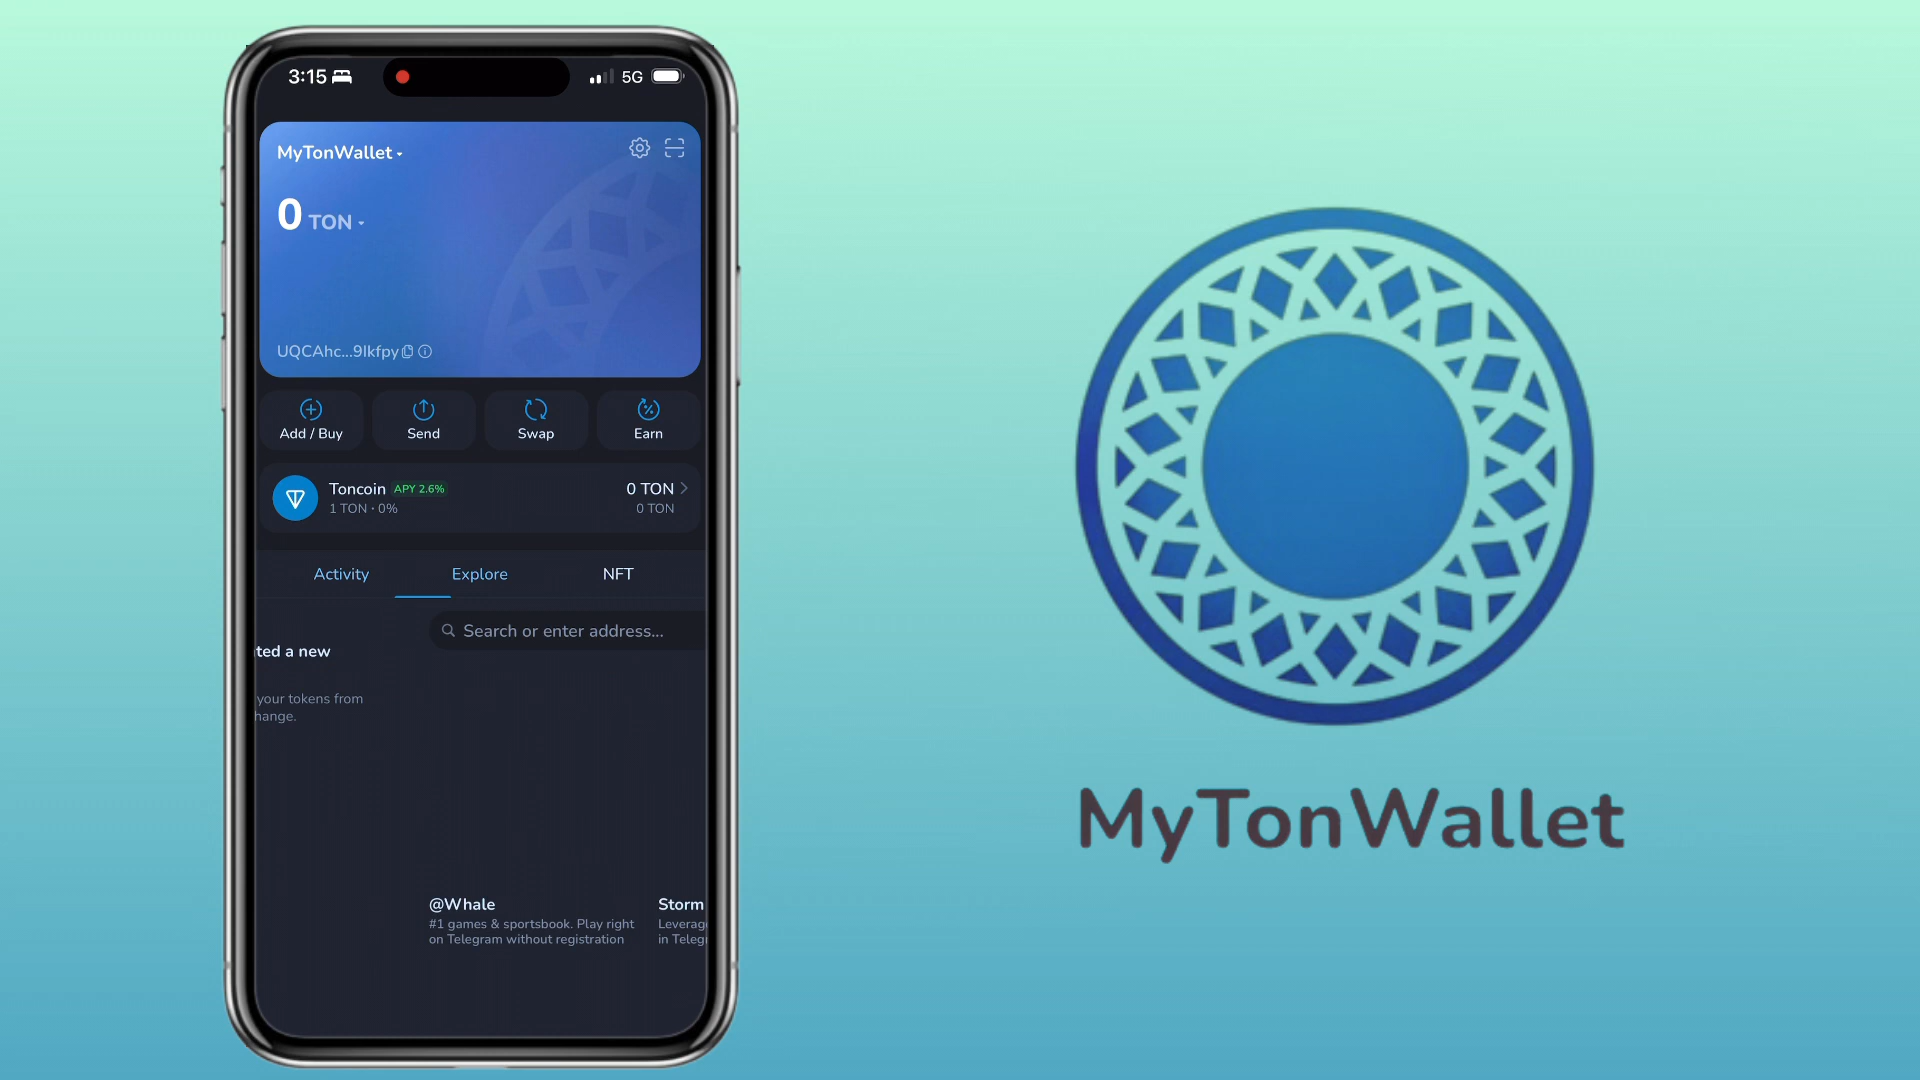 3:15
5G
MyTonWallet
0 TON
UQCAhc...9lkfpy
Add / Buy
Send
Swap
Earn
Toncoin APY 2.6%
0 TON
1 TON · 0%
0 TON
Activity
Explore
NFT
Search or enter address...
ted a new
your tokens from
hange.
@Whale
#1 games & sportsbook. Play right
on Telegram without registration
Storm
Leverag
in Teleg
MyTonWallet